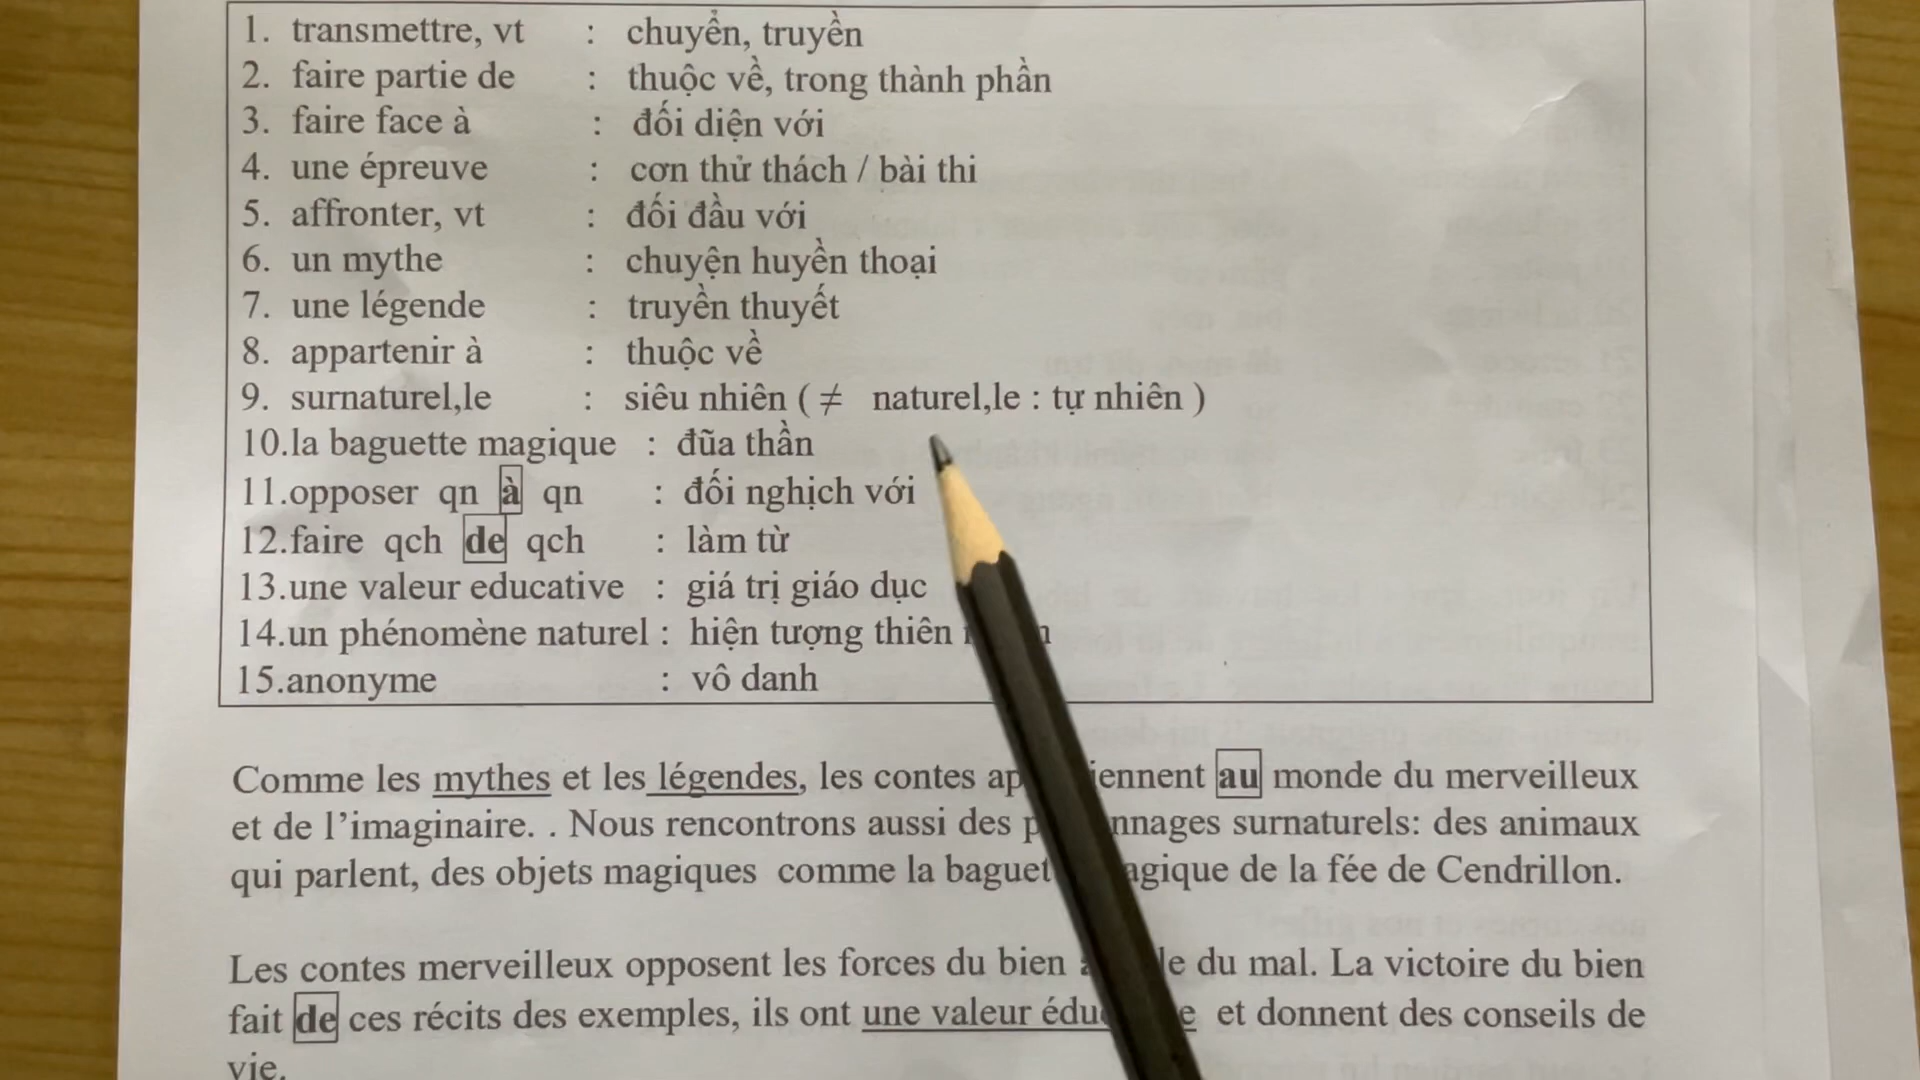 1. transmettre, vt : chuyển, truyền
2. faire partie de : thuộc về, trong thành phần
3. faire face à : đối diện với
4. une épreuve : cơn thử thách / bài thi
5. affronter, vt : đối đầu với
6. un mythe : chuyện huyền thoại
7. une légende : truyền thuyết
8. appartenir à : thuộc về
9. surnaturel,le : siêu nhiên ( ≠ naturel,le : tự nhiên )
10.la baguette magique : đũa thần
11.opposer qn à qn : đối nghịch với
12.faire qch de qch : làm từ
13.une valeur educative : giá trị giáo dục
14.un phénomène naturel : hiện tượng thiên
15.anonyme : vô danh
Comme les mythes et les légendes, les contes au monde du merveilleux
et de l’imaginaire. . Nous rencontrons aussi des surnaturels: des animaux
qui parlent, des objets magiques comme la de la fée de Cendrillon.
Les contes merveilleux opposent les forces du bien du mal. La victoire du bien
fait de ces récits des exemples, ils ont une valeur et donnent des conseils de
vie.